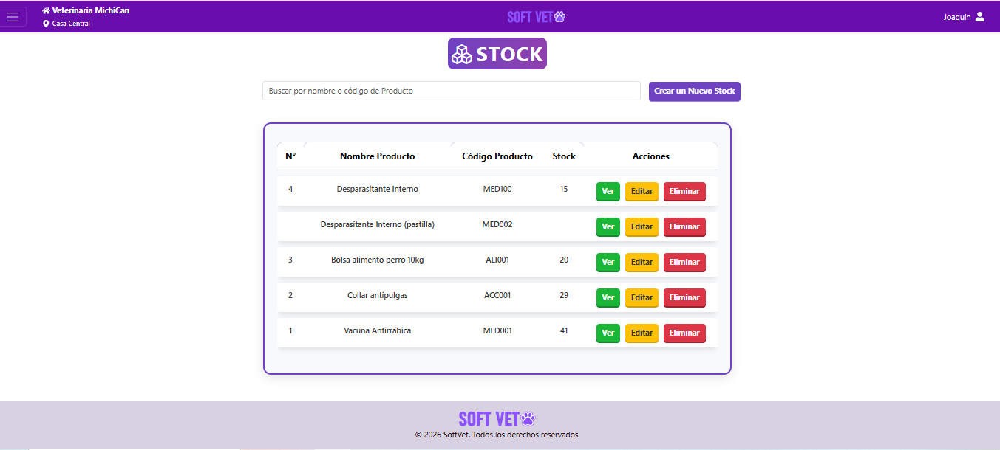 Veterinaria MichiCan
Casa Central
SOFT VET
Joaquin
STOCK
Buscar por nombre o código de Producto
Crear un Nuevo Stock
N° Nombre Producto Código Producto Stock Acciones
4 Desparasitante Interno MED100 15 Ver Editar Eliminar
Desparasitante Interno (pastilla) MED002 Ver Editar Eliminar
3 Bolsa alimento perro 10kg ALI001 20 Ver Editar Eliminar
2 Collar antipulgas ACC001 29 Ver Editar Eliminar
1 Vacuna Antirrábica MED001 41 Ver Editar Eliminar
SOFT VET
© 2026 SoftVet. Todos los derechos reservados.